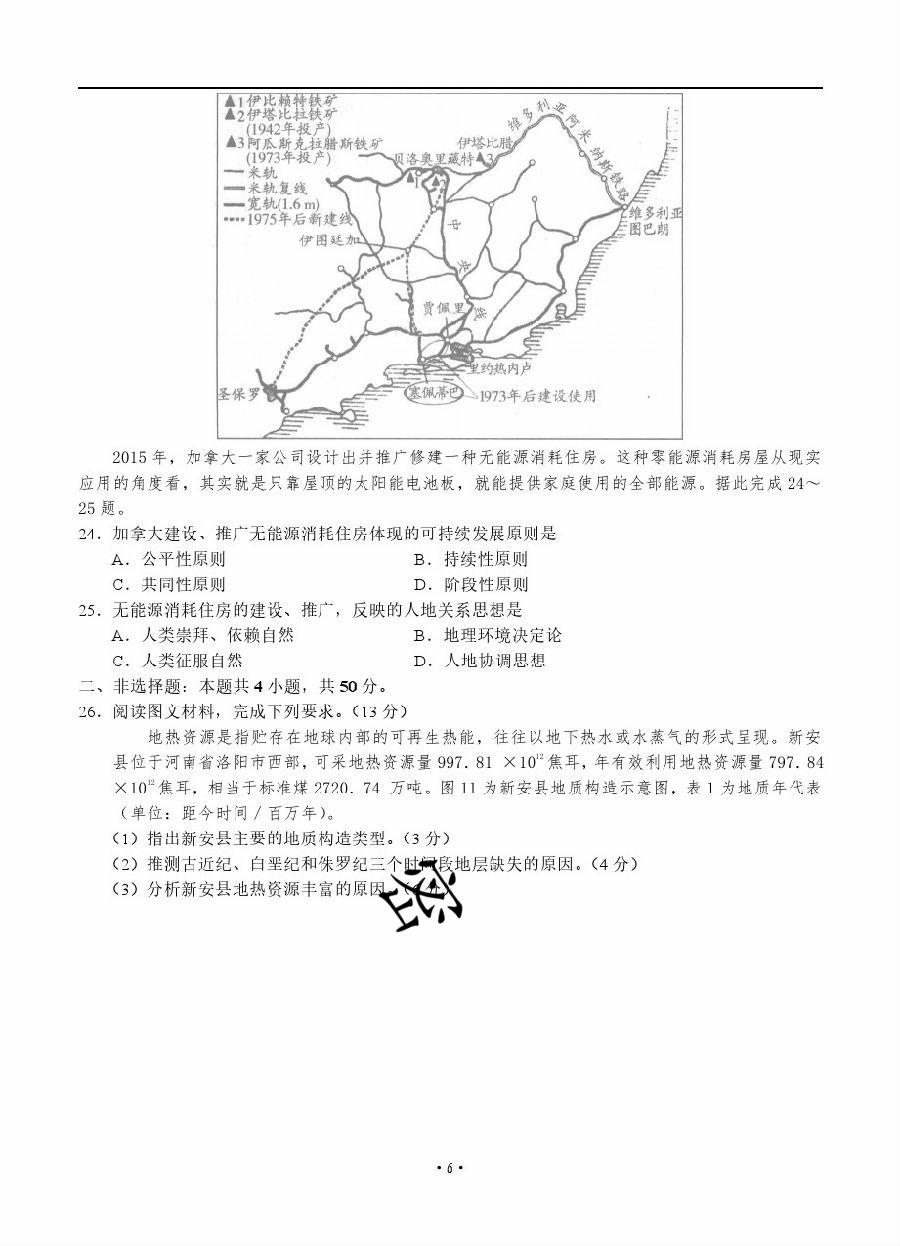 ▲1伊比赖特铁矿
▲2伊塔比拉铁矿
(1942年投产)
▲3阿瓜斯克拉腊斯铁矿
(1973年投产)
米轨
米轨复线
宽轨(1.6 m)
1975年后新建线
伊塔比腊
贝洛奥里藏特▲3
▲1
2
维多利亚阿米纳斯铁路
维多利亚
图巴朗
伊图廷加
中央线
贾佩里
里约热内卢
圣保罗
塞佩蒂巴
1973年后建设使用
2015 年，加拿大一家公司设计出并推广修建一种无能源消耗住房。这种零能源消耗房屋从现实
应用的角度看，其实就是只靠屋顶的太阳能电池板，就能提供家庭使用的全部能源。据此完成 24～
25 题。
24．加拿大建设、推广无能源消耗住房体现的可持续发展原则是
A．公平性原则 B．持续性原则
C．共同性原则 D．阶段性原则
25．无能源消耗住房的建设、推广，反映的人地关系思想是
A．人类崇拜、依赖自然 B．地理环境决定论
C．人类征服自然 D．人地协调思想
二、非选择题：本题共 4 小题，共 50 分。
26．阅读图文材料，完成下列要求。（13 分）
地热资源是指贮存在地球内部的可再生热能，往往以地下热水或水蒸气的形式呈现。新安
县位于河南省洛阳市西部，可采地热资源量 997．81 ×10¹² 焦耳，年有效利用地热资源量 797．84
×10¹² 焦耳，相当于标准煤 2720．74 万吨。图 11 为新安县地质构造示意图，表 1 为地质年代表
（单位：距今时间／百万年）。
（1）指出新安县主要的地质构造类型。（3 分）
（2）推测古近纪、白垩纪和侏罗纪三个时间段地层缺失的原因。（4 分）
（3）分析新安县地热资源丰富的原因。（6 分）
密
·6·